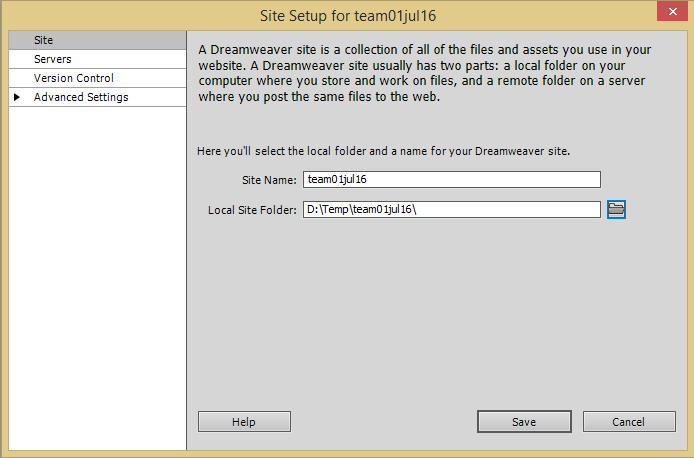 Site Setup for team01jul16
Site
Servers
Version Control
Advanced Settings
A Dreamweaver site is a collection of all of the files and assets you use in your
website. A Dreamweaver site usually has two parts: a local folder on your
computer where you store and work on files, and a remote folder on a server
where you post the same files to the web.
Here you'll select the local folder and a name for your Dreamweaver site.
Site Name: team01jul16
Local Site Folder: D:\Temp\team01jul16\
Help Save Cancel